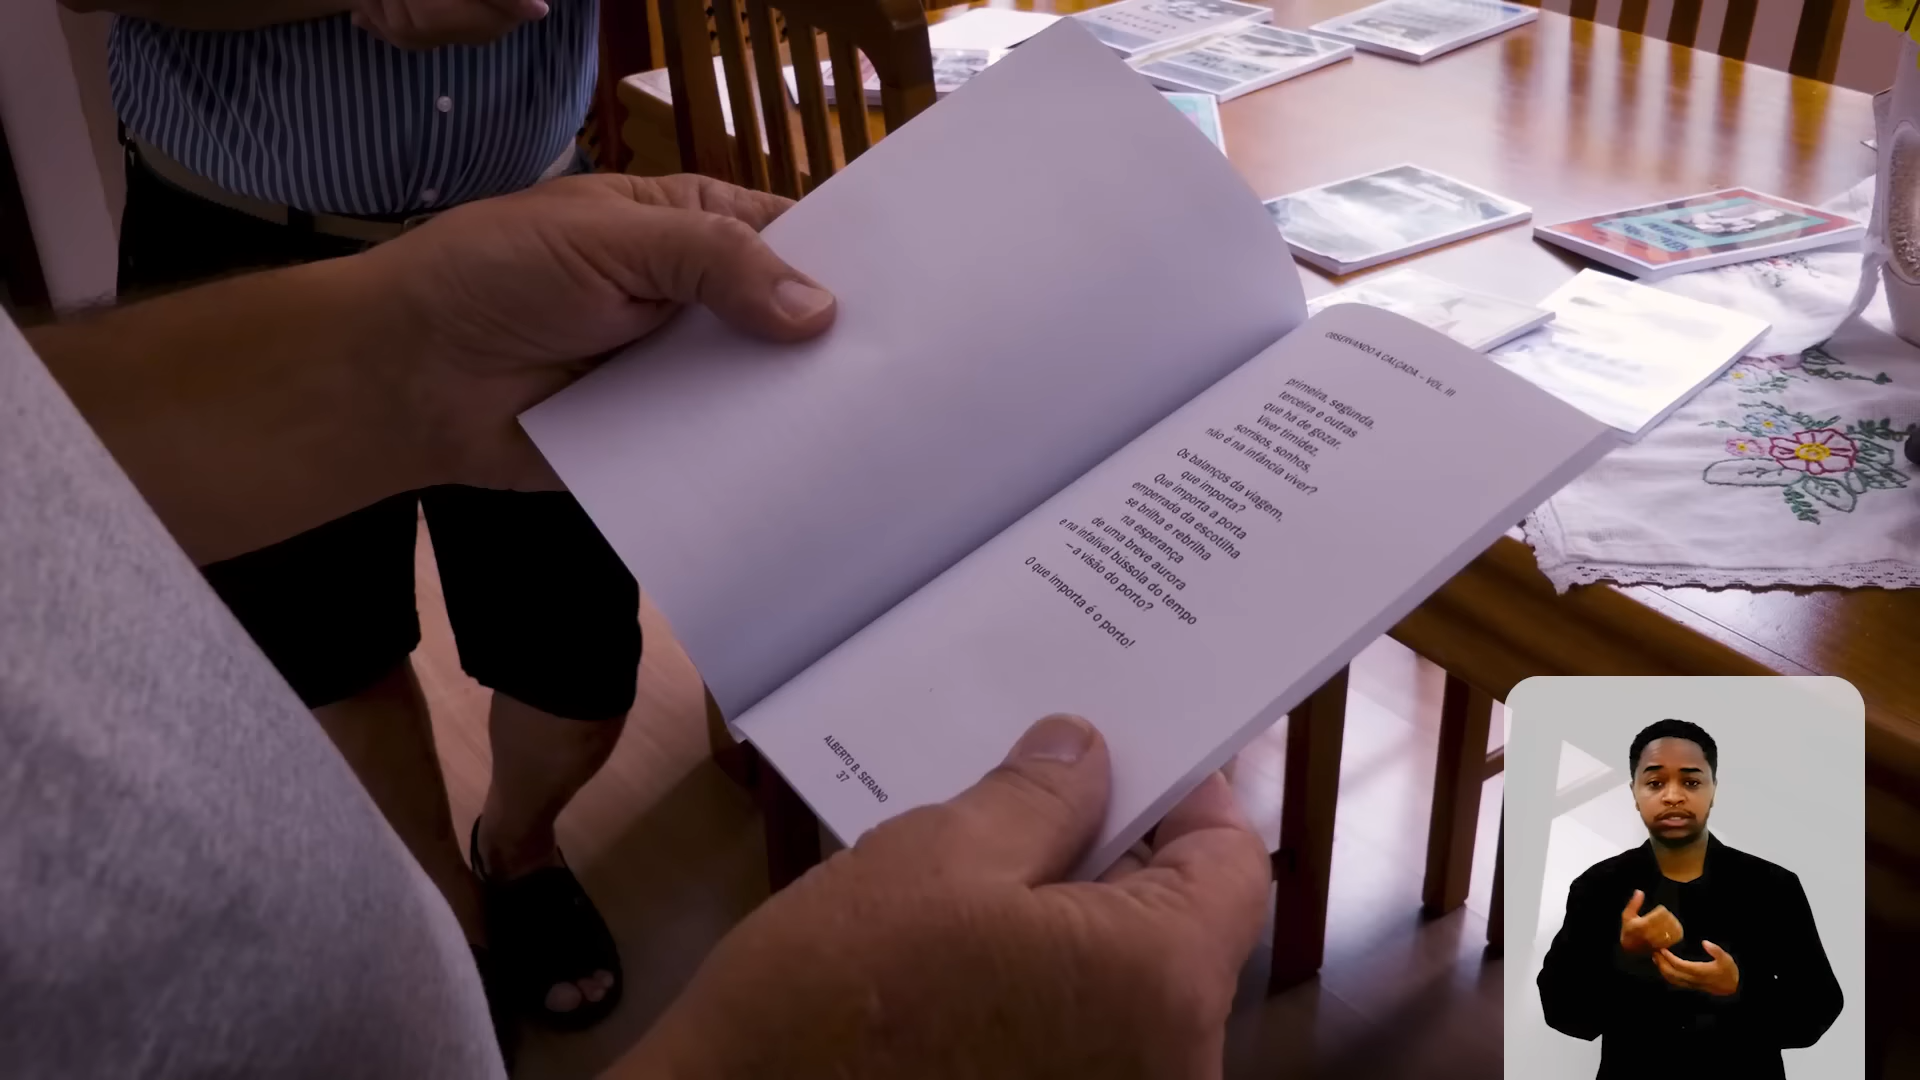 OBSERVANDO A CALÇADA – VOL. III
primeira, segunda,
terceira e outras
que há de gozar.
Viver timidez,
sorrisos, sonhos,
não é na infância viver?
Os balanços da viagem,
que importa?
Que importa a porta
emperrada da escotilha
se brilha e rebrilha
na esperança
de uma breve aurora
e na infalível bússola do tempo
– a visão do porto?
O que importa é o porto!
ALBERTO B. SERANO
37